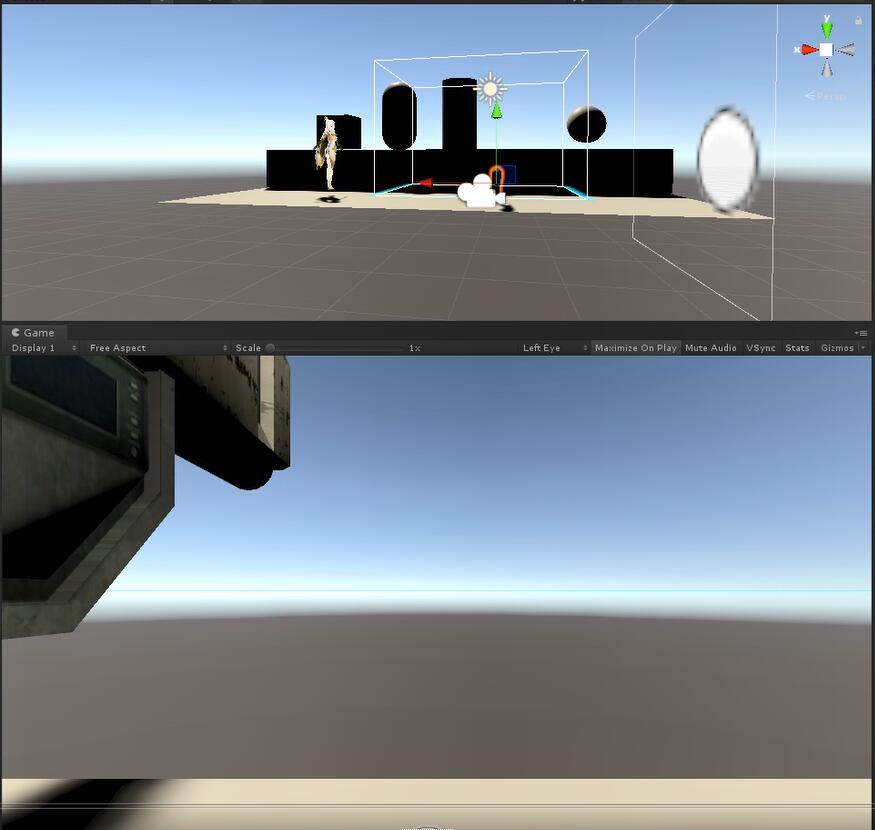 y
x
Persp
Game
Display 1 Free Aspect Scale 1x Left Eye Maximize On Play Mute Audio VSync Stats Gizmos